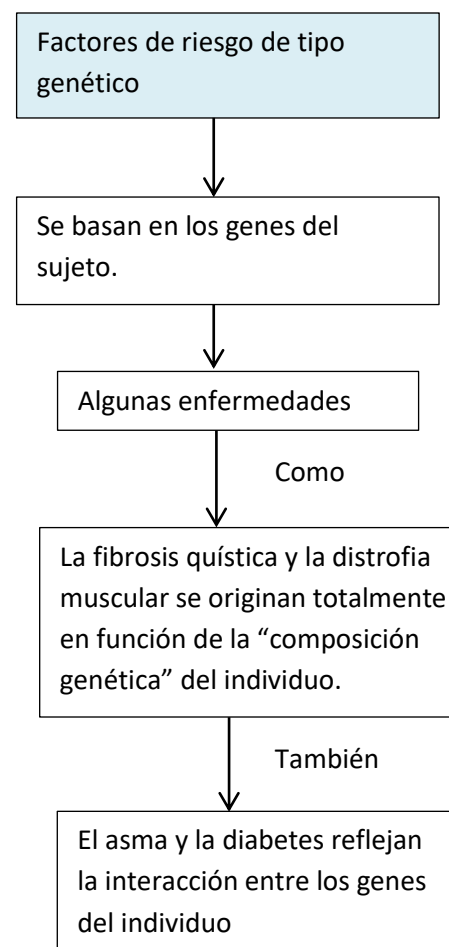 Factores de riesgo de tipo
genético
Se basan en los genes del
sujeto.
Algunas enfermedades
Como
La fibrosis quística y la distrofia
muscular se originan totalmente
en función de la “composición
genética” del individuo.
También
El asma y la diabetes reflejan
la interacción entre los genes
del individuo